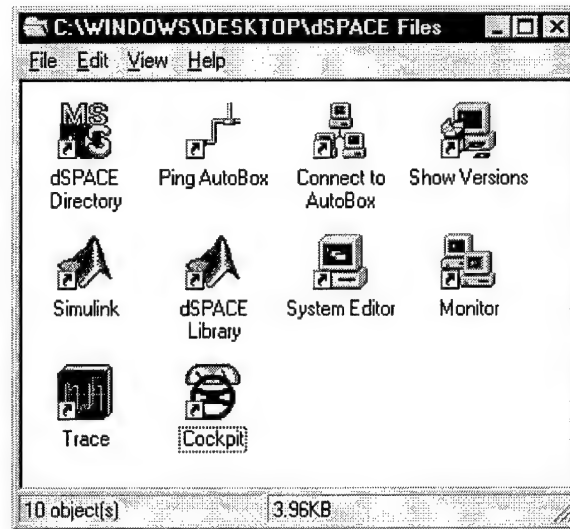 C:\WINDOWS\DESKTOP\dSPACE Files
File Edit View Help
MS
dSPACE Directory
Ping AutoBox
Connect to AutoBox
Show Versions
Simulink
dSPACE Library
System Editor
Monitor
Trace
Cockpit
10 object(s)
3.96KB